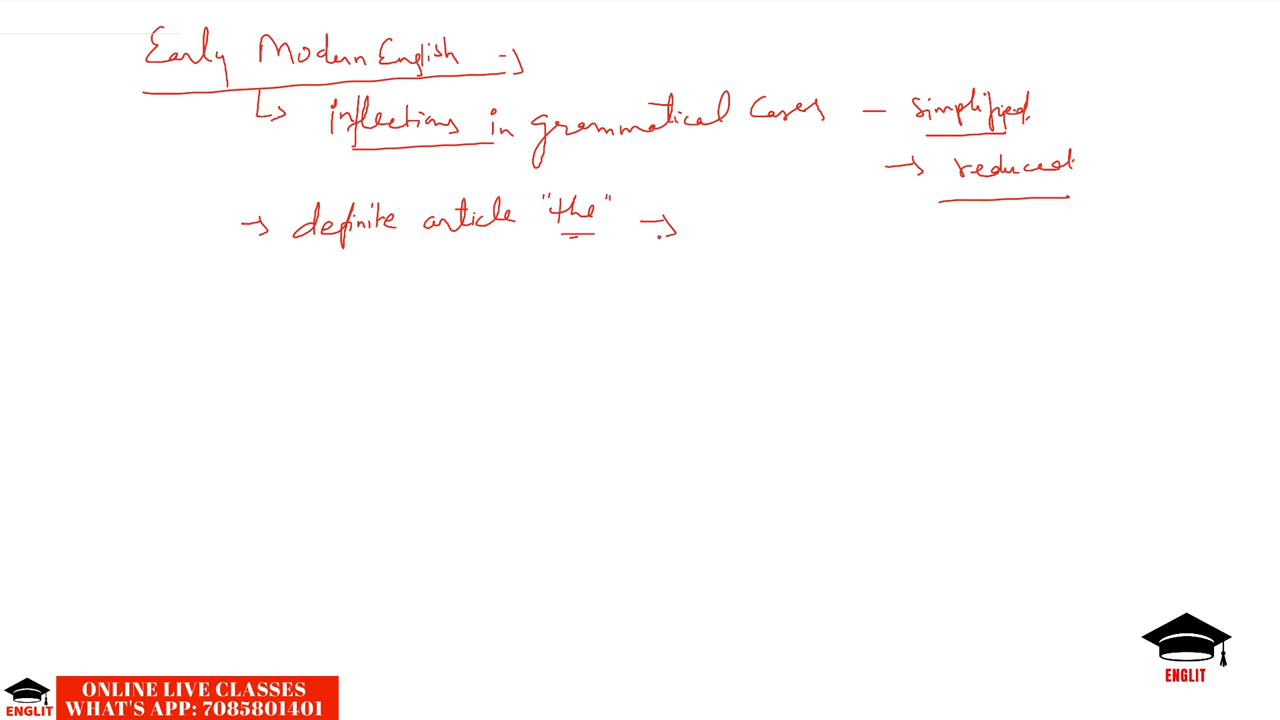 Early Modern English →
↳ inflections in grammatical cases – simplified
→ reduced
→ definite article "the" →
ENGLIT
ONLINE LIVE CLASSES
WHAT'S APP: 7085801401
ENGLIT